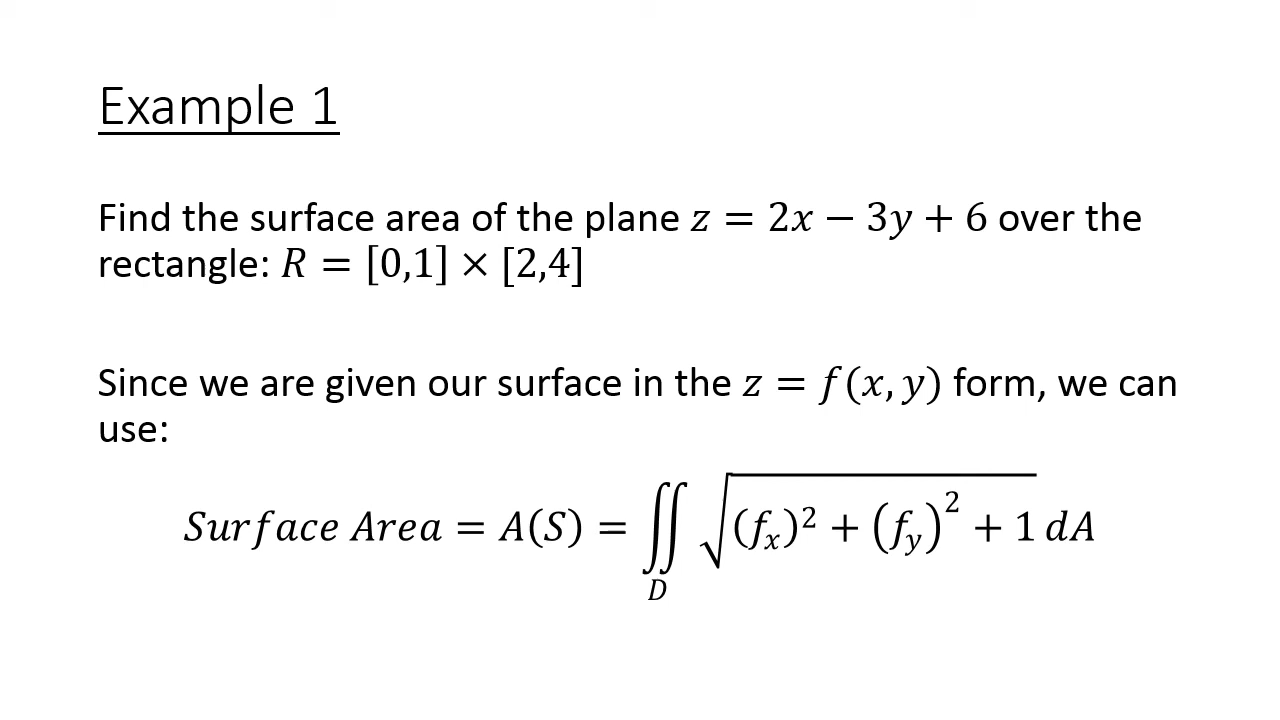 Example 1
Find the surface area of the plane 𝑧 = 2𝑥 − 3𝑦 + 6 over the
rectangle: 𝑅 = [0,1] × [2,4]
Since we are given our surface in the 𝑧 = 𝑓(𝑥, 𝑦) form, we can
use:
𝑆𝑢𝑟𝑓𝑎𝑐𝑒 𝐴𝑟𝑒𝑎 = 𝐴(𝑆) = ∬_𝐷 √((𝑓ₓ)² + (𝑓_𝑦)² + 1) 𝑑𝐴